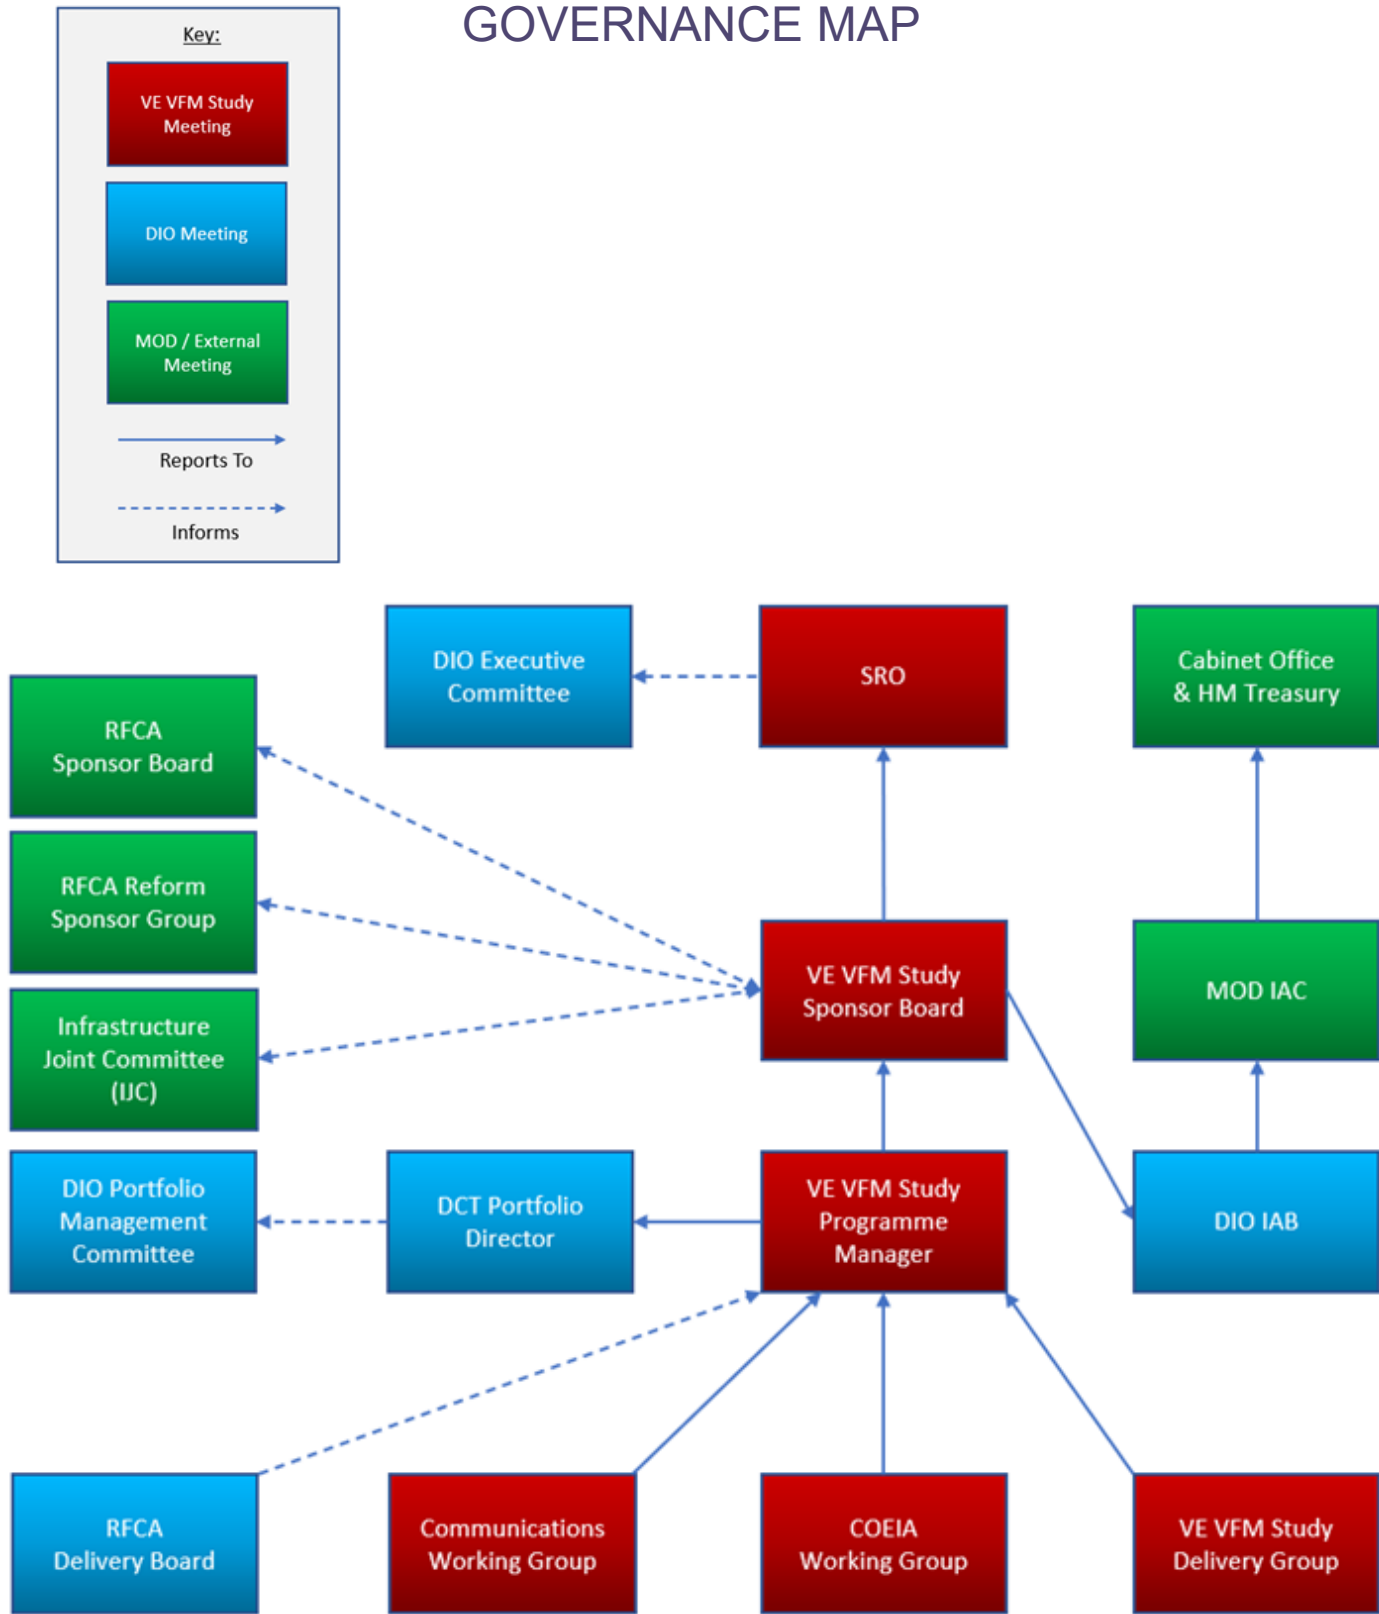 GOVERNANCE MAP
Key:
VE VFM Study
Meeting
DIO Meeting
MOD / External
Meeting
Reports To
Informs
DIO Executive
Committee
SRO
Cabinet Office
& HM Treasury
RFCA
Sponsor Board
RFCA Reform
Sponsor Group
VE VFM Study
Sponsor Board
MOD IAC
Infrastructure
Joint Committee
(IJC)
DIO Portfolio
Management
Committee
DCT Portfolio
Director
VE VFM Study
Programme
Manager
DIO IAB
RFCA
Delivery Board
Communications
Working Group
COEIA
Working Group
VE VFM Study
Delivery Group